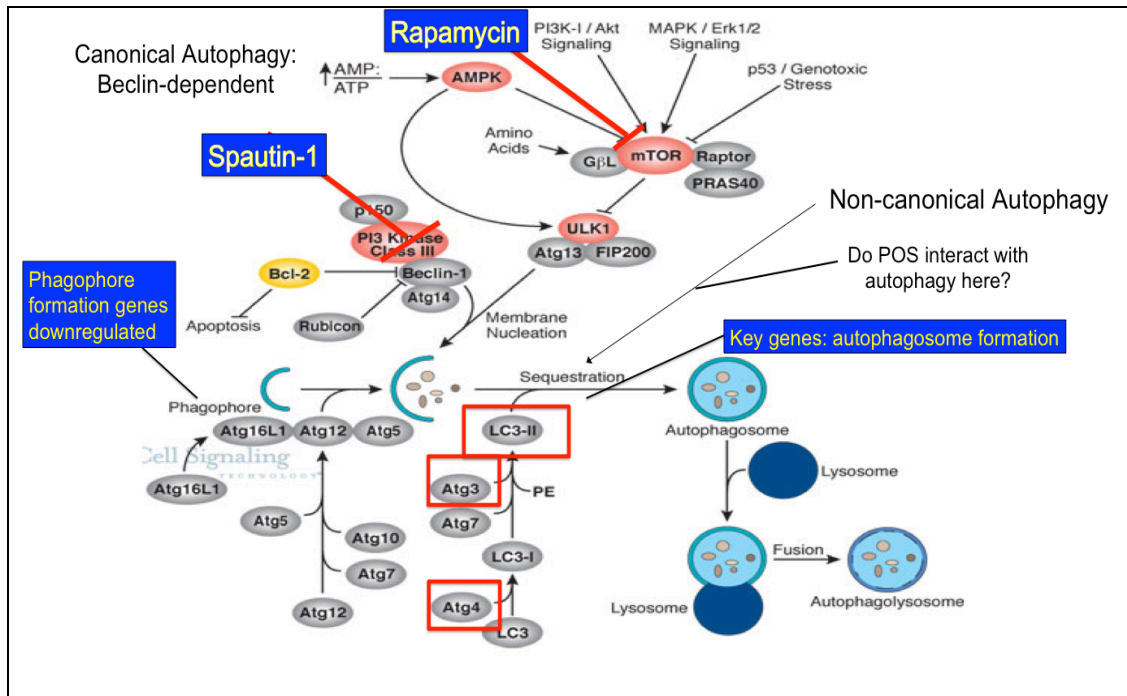 Canonical Autophagy:
Beclin-dependent
Rapamycin
PI3K-I / Akt
Signaling
MAPK / Erk1/2
Signaling
AMP:
ATP
AMPK
p53 / Genotoxic
Stress
Spautin-1
Amino
Acids
GβL
mTOR
Raptor
PRAS40
p150
PI3 Kinase
Class III
ULK1
Atg13
FIP200
Non-canonical Autophagy
Do POS interact with
autophagy here?
Bcl-2
Beclin-1
Atg14
Apoptosis
Rubicon
Membrane
Nucleation
Phagophore
formation genes
downregulated
Key genes: autophagosome formation
Sequestration
Phagophore
Atg16L1
Atg12
Atg5
LC3-II
Autophagosome
Cell Signaling
TECHNOLOGY
Atg16L1
Atg3
PE
Lysosome
Atg5
Atg7
Atg10
LC3-I
Atg7
Fusion
Atg4
Atg12
LC3
Lysosome
Autophagolysosome